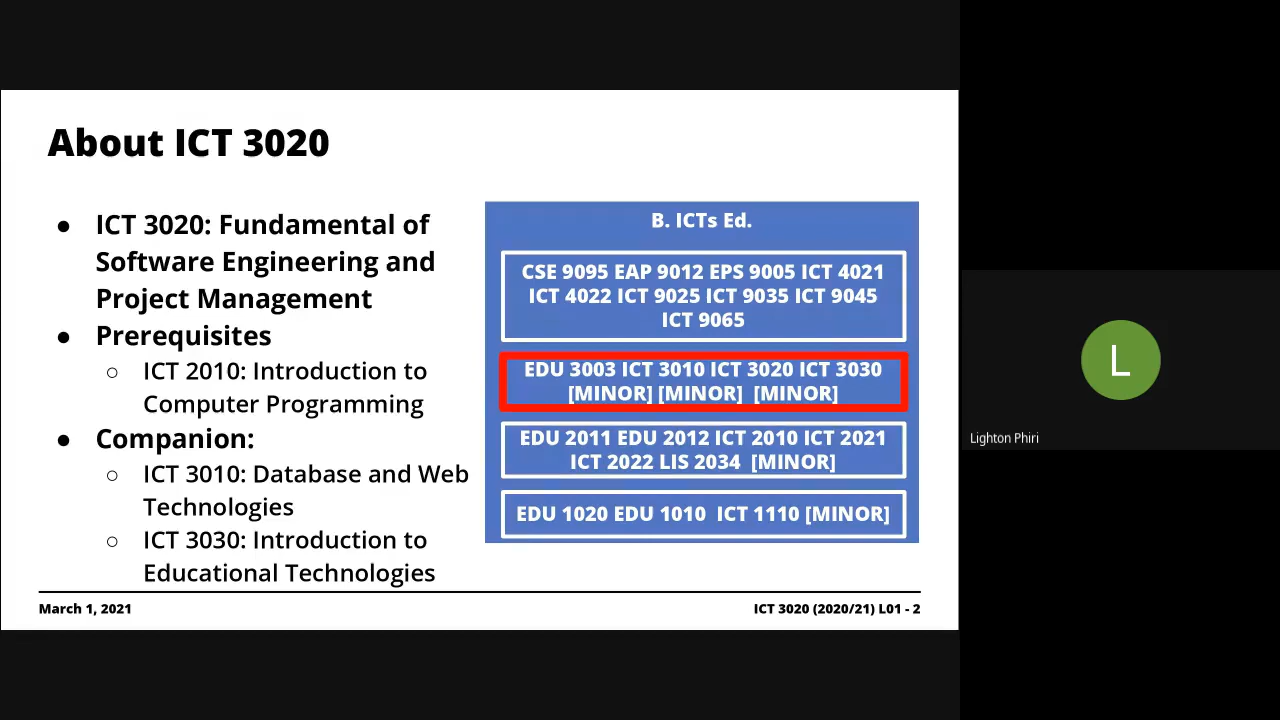 About ICT 3020
● ICT 3020: Fundamental of
Software Engineering and
Project Management
● Prerequisites
○ ICT 2010: Introduction to
Computer Programming
● Companion:
○ ICT 3010: Database and Web
Technologies
○ ICT 3030: Introduction to
Educational Technologies
B. ICTs Ed.
CSE 9095 EAP 9012 EPS 9005 ICT 4021
ICT 4022 ICT 9025 ICT 9035 ICT 9045
ICT 9065
EDU 3003 ICT 3010 ICT 3020 ICT 3030
[MINOR] [MINOR] [MINOR]
EDU 2011 EDU 2012 ICT 2010 ICT 2021
ICT 2022 LIS 2034 [MINOR]
EDU 1020 EDU 1010 ICT 1110 [MINOR]
March 1, 2021
ICT 3020 (2020/21) L01 - 2
L
Lighton Phiri